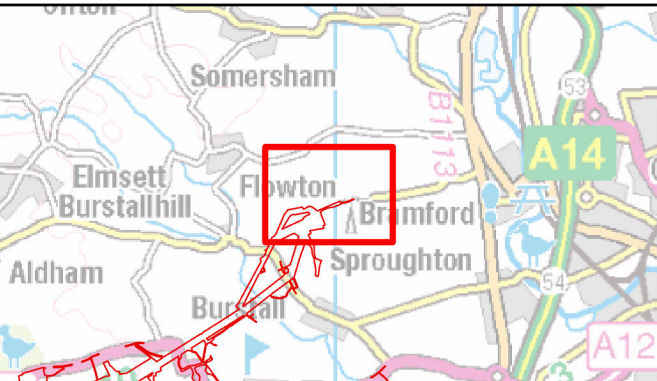 Somersham
53
B1113
A14
Elmsett
Flowton
Burstallhill
Bramford
Aldham
Sproughton
54
Burstall
A12